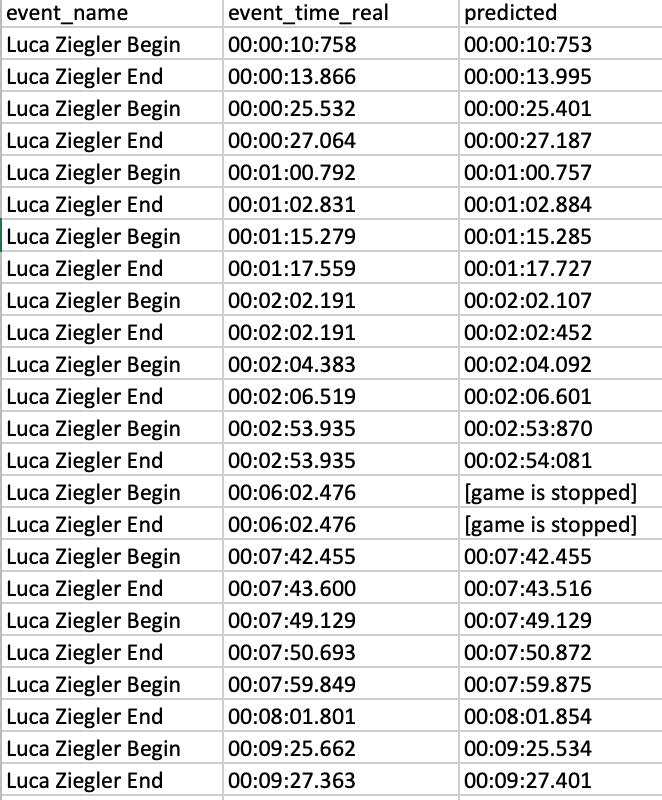 event_name event_time_real predicted
Luca Ziegler Begin 00:00:10:758 00:00:10:753
Luca Ziegler End 00:00:13.866 00:00:13.995
Luca Ziegler Begin 00:00:25.532 00:00:25.401
Luca Ziegler End 00:00:27.064 00:00:27.187
Luca Ziegler Begin 00:01:00.792 00:01:00.757
Luca Ziegler End 00:01:02.831 00:01:02.884
Luca Ziegler Begin 00:01:15.279 00:01:15.285
Luca Ziegler End 00:01:17.559 00:01:17.727
Luca Ziegler Begin 00:02:02.191 00:02:02.107
Luca Ziegler End 00:02:02.191 00:02:02:452
Luca Ziegler Begin 00:02:04.383 00:02:04.092
Luca Ziegler End 00:02:06.519 00:02:06.601
Luca Ziegler Begin 00:02:53.935 00:02:53:870
Luca Ziegler End 00:02:53.935 00:02:54:081
Luca Ziegler Begin 00:06:02.476 [game is stopped]
Luca Ziegler End 00:06:02.476 [game is stopped]
Luca Ziegler Begin 00:07:42.455 00:07:42.455
Luca Ziegler End 00:07:43.600 00:07:43.516
Luca Ziegler Begin 00:07:49.129 00:07:49.129
Luca Ziegler End 00:07:50.693 00:07:50.872
Luca Ziegler Begin 00:07:59.849 00:07:59.875
Luca Ziegler End 00:08:01.801 00:08:01.854
Luca Ziegler Begin 00:09:25.662 00:09:25.534
Luca Ziegler End 00:09:27.363 00:09:27.401